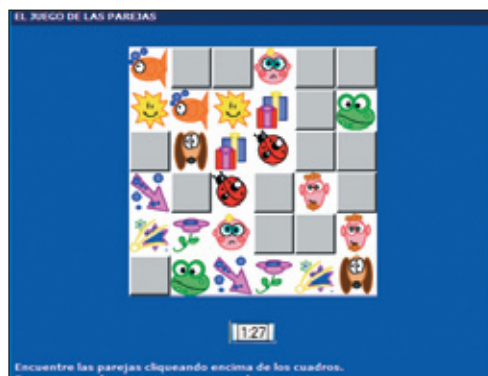 EL JUEGO DE LAS PAREJAS
1:27
Encuentre las parejas cliqueando encima de los cuadros.